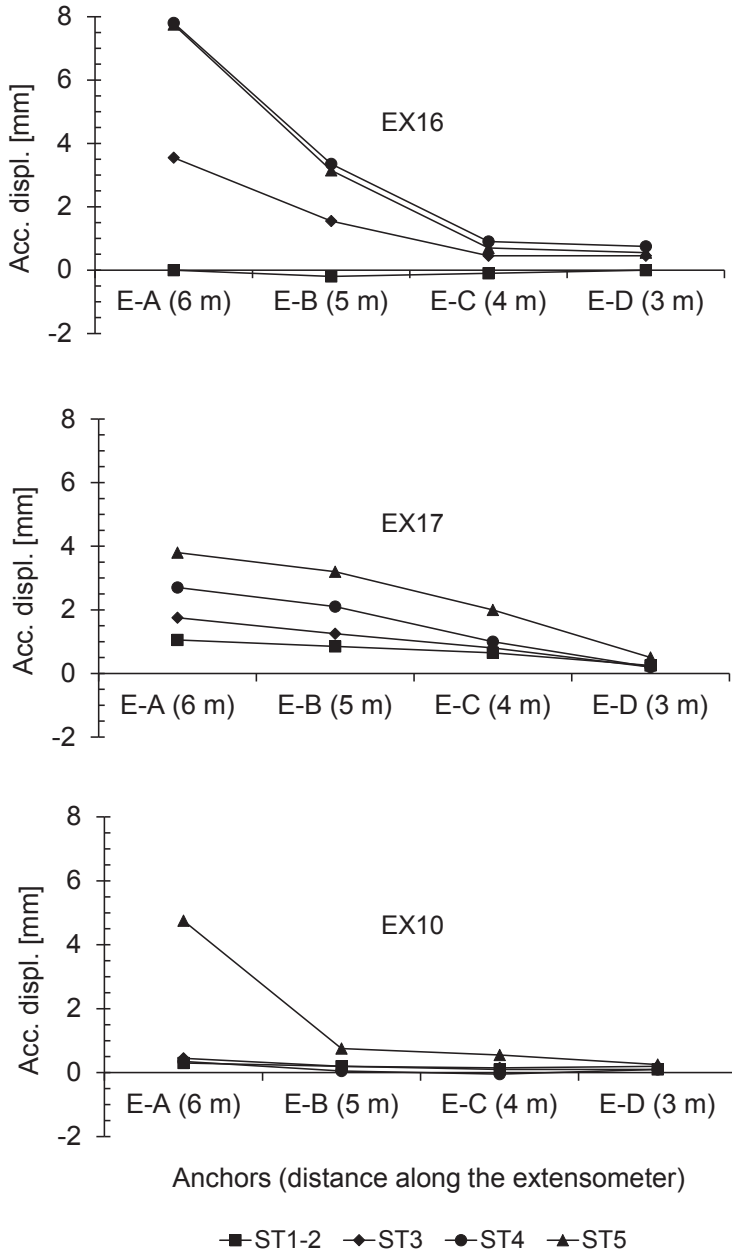 8
6
4
2
0
-2
Acc. displ. [mm]
EX16
E-A (6 m) E-B (5 m) E-C (4 m) E-D (3 m)
8
6
4
2
0
-2
Acc. displ. [mm]
EX17
E-A (6 m) E-B (5 m) E-C (4 m) E-D (3 m)
8
6
4
2
0
-2
Acc. displ. [mm]
EX10
E-A (6 m) E-B (5 m) E-C (4 m) E-D (3 m)
Anchors (distance along the extensometer)
ST1-2 ST3 ST4 ST5